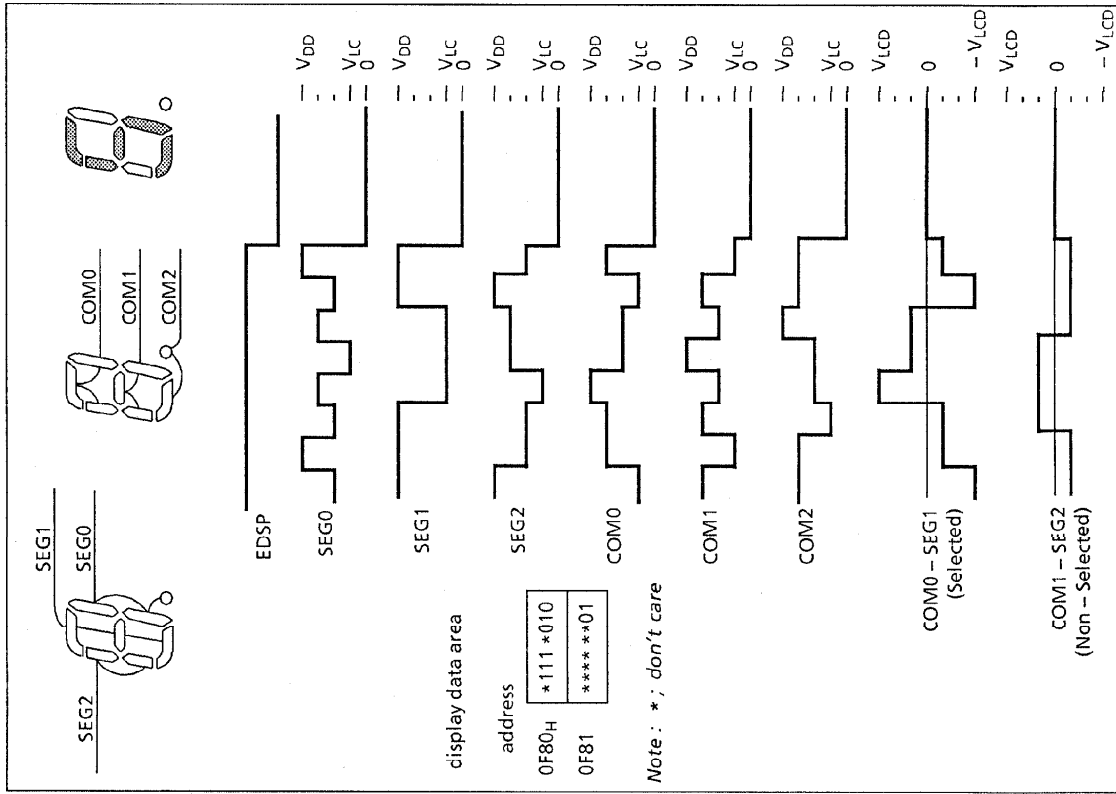 SEG2
SEG1
SEG0
COM0
COM1
COM2
display data area
address
0F80H
*111 *010
0F81
**** **01
Note : * ; don't care
EDSP
SEG0
VDD
VLC
0
SEG1
VDD
VLC
0
SEG2
VDD
VLC
0
COM0
VDD
VLC
0
COM1
VDD
VLC
0
COM2
VDD
VLC
0
COM0 – SEG1
(Selected)
VLCD
0
– VLCD
COM1 – SEG2
(Non – Selected)
VLCD
0
– VLCD